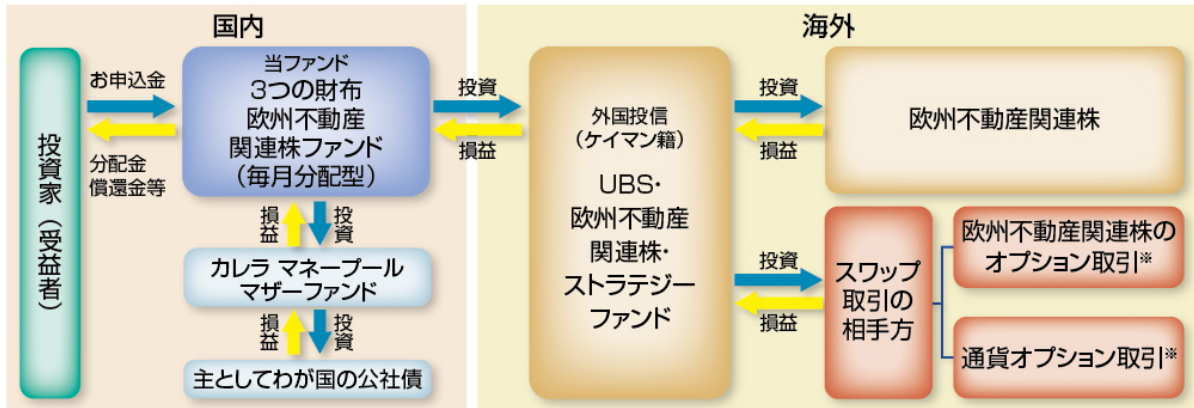 国内
海外
投資家（受益者）
お申込金
分配金
償還金等
当ファンド
3つの財布
欧州不動産
関連株ファンド
（毎月分配型）
損益
投資
カレラ マネープール
マザーファンド
損益
投資
主としてわが国の公社債
投資
損益
外国投信
（ケイマン籍）
UBS・
欧州不動産
関連株・
ストラテジー
ファンド
投資
損益
欧州不動産関連株
投資
損益
スワップ
取引の
相手方
欧州不動産関連株の
オプション取引※
通貨オプション取引※